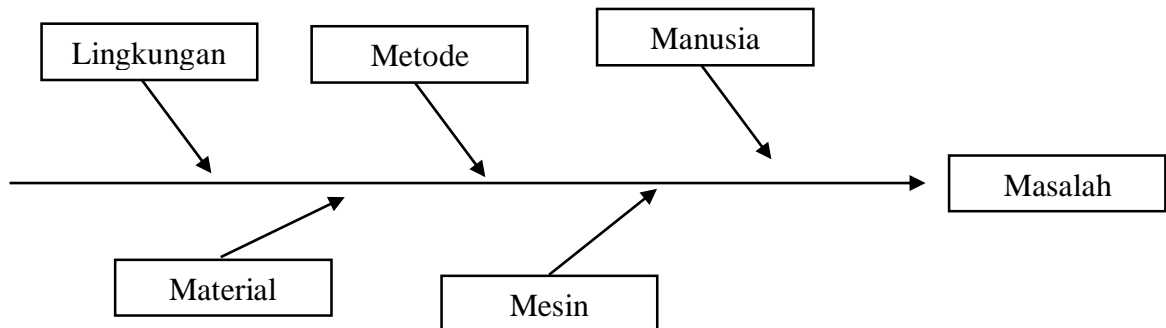 Lingkungan
Metode
Manusia
Masalah
Material
Mesin